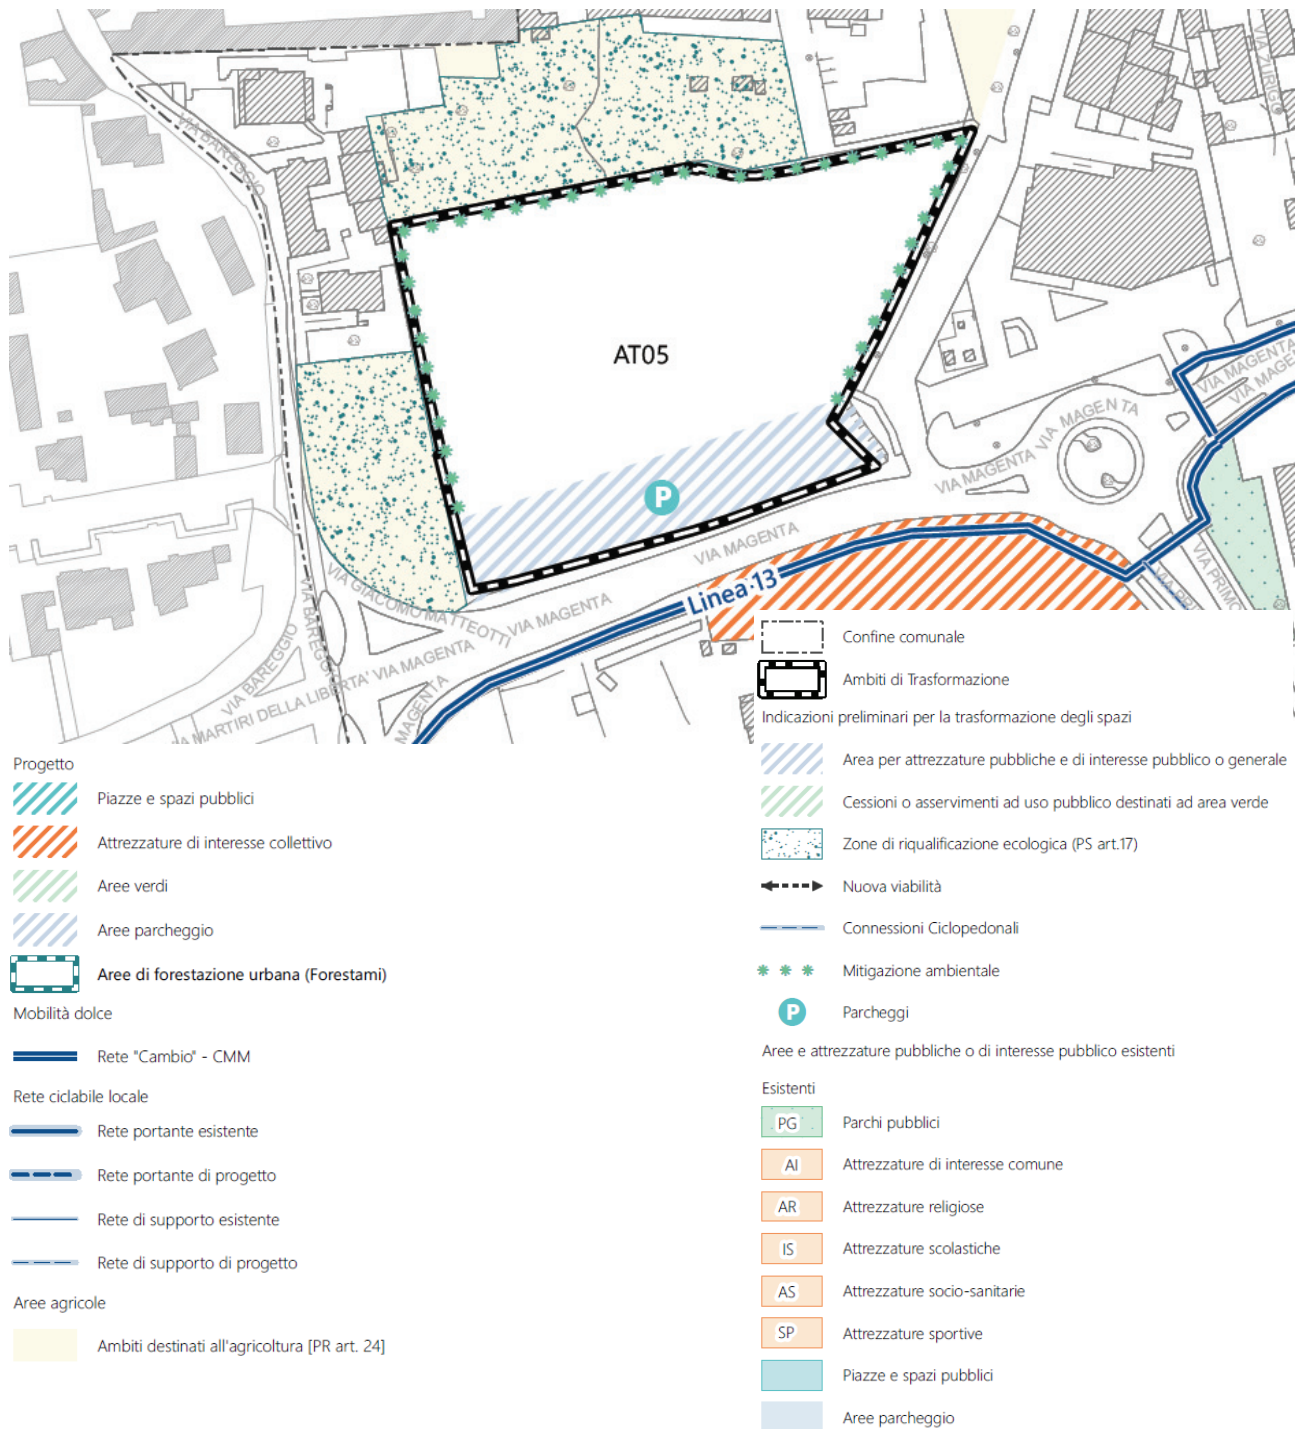 VIA BAREGGIO
VIA ZURIGO
AT05
VIA MAGENTA
VIA MAGENTA
VIA MAGENTA
VIA MAGENTA
P
VIA MAGENTA
VIA PRIMO
Linea 13
VIA GIACOMO MATTEOTTI
VIA MAGENTA
VIA BAREGGIO
VIA BAREGGIO
VIA MAGENTA
MARTIRI DELLA LIBERTA'
MAGENTA
Confine comunale
Ambiti di Trasformazione
Indicazioni preliminari per la trasformazione degli spazi
Area per attrezzature pubbliche e di interesse pubblico o generale
Cessioni o asservimenti ad uso pubblico destinati ad area verde
Zone di riqualificazione ecologica (PS art.17)
Nuova viabilità
Connessioni Ciclopedonali
Mitigazione ambientale
P Parcheggi
Aree e attrezzature pubbliche o di interesse pubblico esistenti
Esistenti
PG Parchi pubblici
AI Attrezzature di interesse comune
AR Attrezzature religiose
IS Attrezzature scolastiche
AS Attrezzature socio-sanitarie
SP Attrezzature sportive
Piazze e spazi pubblici
Aree parcheggio
Progetto
Piazze e spazi pubblici
Attrezzature di interesse collettivo
Aree verdi
Aree parcheggio
Aree di forestazione urbana (Forestami)
Mobilità dolce
Rete "Cambio" - CMM
Rete ciclabile locale
Rete portante esistente
Rete portante di progetto
Rete di supporto esistente
Rete di supporto di progetto
Aree agricole
Ambiti destinati all'agricoltura [PR art. 24]